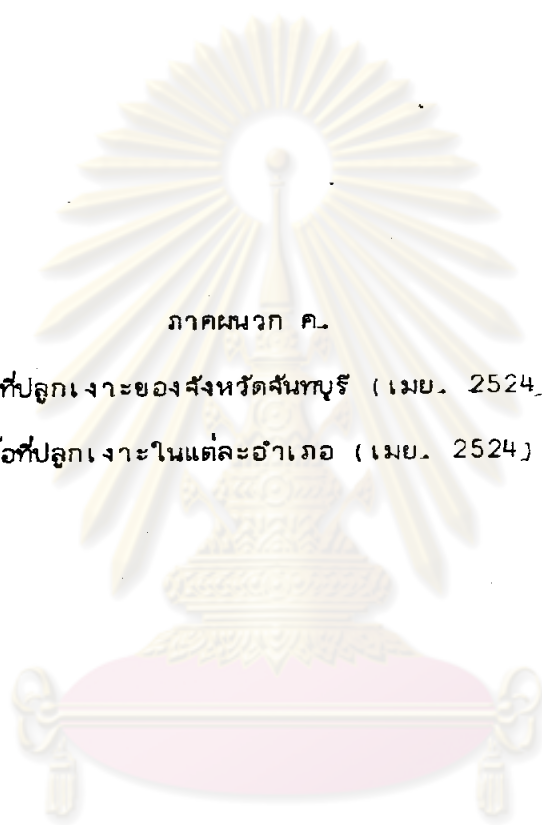 ภาคผนวก ค.
ที่ปลูกเงาะของจังหวัดจันทบุรี (เมย. 2524
ที่ปลูกเงาะในแต่ละอำเภอ (เมย. 2524)